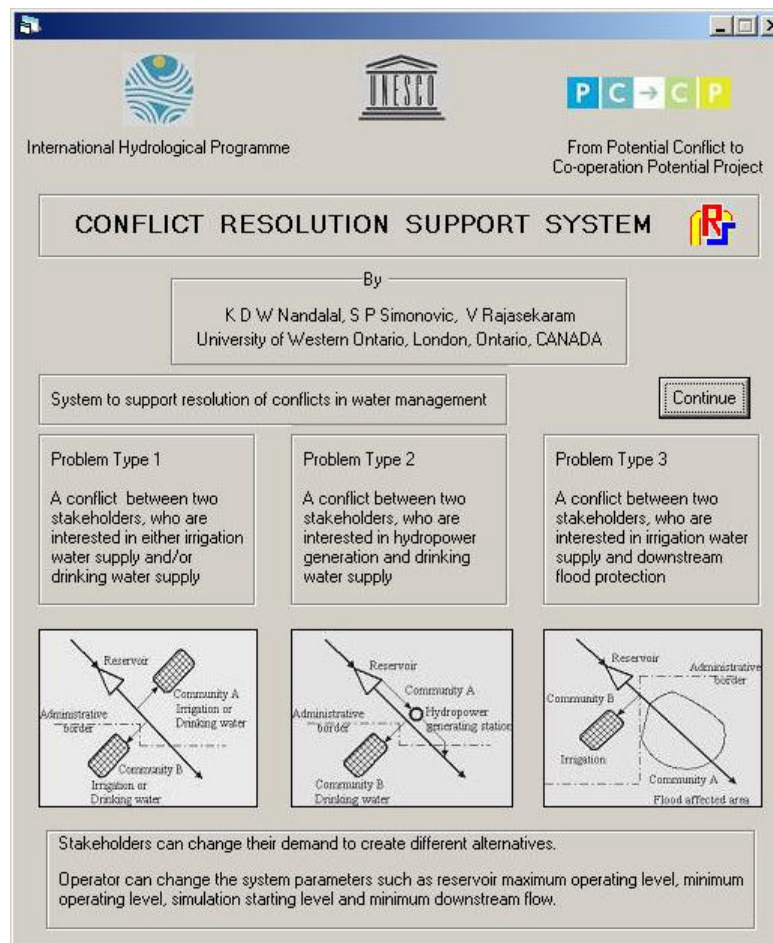 UNESCO
P C → C P
International Hydrological Programme
From Potential Conflict to
Co-operation Potential Project
CONFLICT RESOLUTION SUPPORT SYSTEM
RS
By
K D W Nandalal, S P Simonovic, V Rajasekaram
University of Western Ontario, London, Ontario, CANADA
System to support resolution of conflicts in water management
Continue
Problem Type 1
A conflict between two
stakeholders, who are
interested in either irrigation
water supply and/or
drinking water supply
Problem Type 2
A conflict between two
stakeholders, who are
interested in hydropower
generation and drinking
water supply
Problem Type 3
A conflict between two
stakeholders, who are
interested in irrigation water
supply and downstream
flood protection
Reservoir
Community A
Irrigation or
Drinking water
Administrative
border
Community B
Irrigation or
Drinking water
Reservoir
Community A
Hydropower
generating station
Administrative
border
Community B
Drinking water
Reservoir
Administrative
border
Community B
Irrigation
Community A
Flood affected area
Stakeholders can change their demand to create different alternatives.
Operator can change the system parameters such as reservoir maximum operating level, minimum
operating level, simulation starting level and minimum downstream flow.